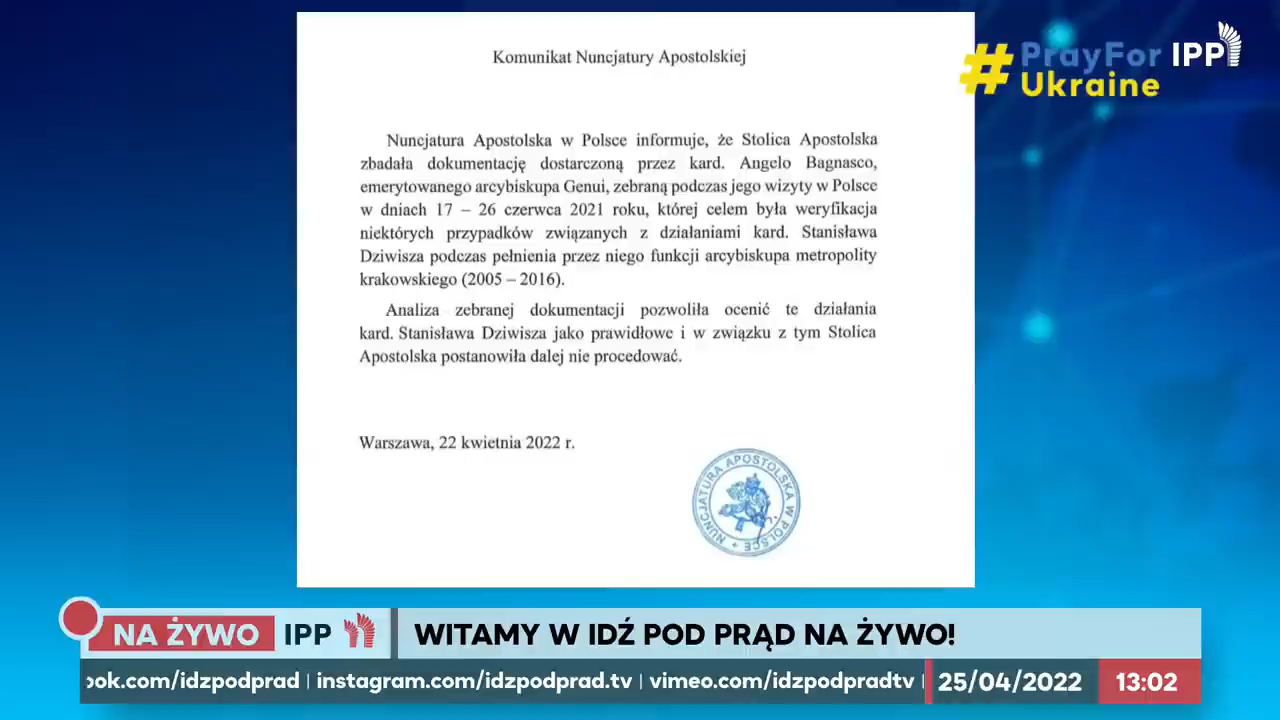 Komunikat Nuncjatury Apostolskiej
#PrayFor
Ukraine
IPP
Nuncjatura Apostolska w Polsce informuje, że Stolica Apostolska
zbadała dokumentację dostarczoną przez kard. Angelo Bagnasco,
emerytowanego arcybiskupa Genui, zebraną podczas jego wizyty w Polsce
w dniach 17 – 26 czerwca 2021 roku, której celem była weryfikacja
niektórych przypadków związanych z działaniami kard. Stanisława
Dziwisza podczas pełnienia przez niego funkcji arcybiskupa metropolity
krakowskiego (2005 – 2016).
Analiza zebranej dokumentacji pozwoliła ocenić te działania
kard. Stanisława Dziwisza jako prawidłowe i w związku z tym Stolica
Apostolska postanowiła dalej nie procedować.
Warszawa, 22 kwietnia 2022 r.
NUNCJATURA APOSTOLSKA W POLSCE
NA ŻYWO IPP
WITAMY W IDŹ POD PRĄD NA ŻYWO!
ook.com/idzpodprad | instagram.com/idzpodprad.tv | vimeo.com/idzpodpradtv
25/04/2022
13:02